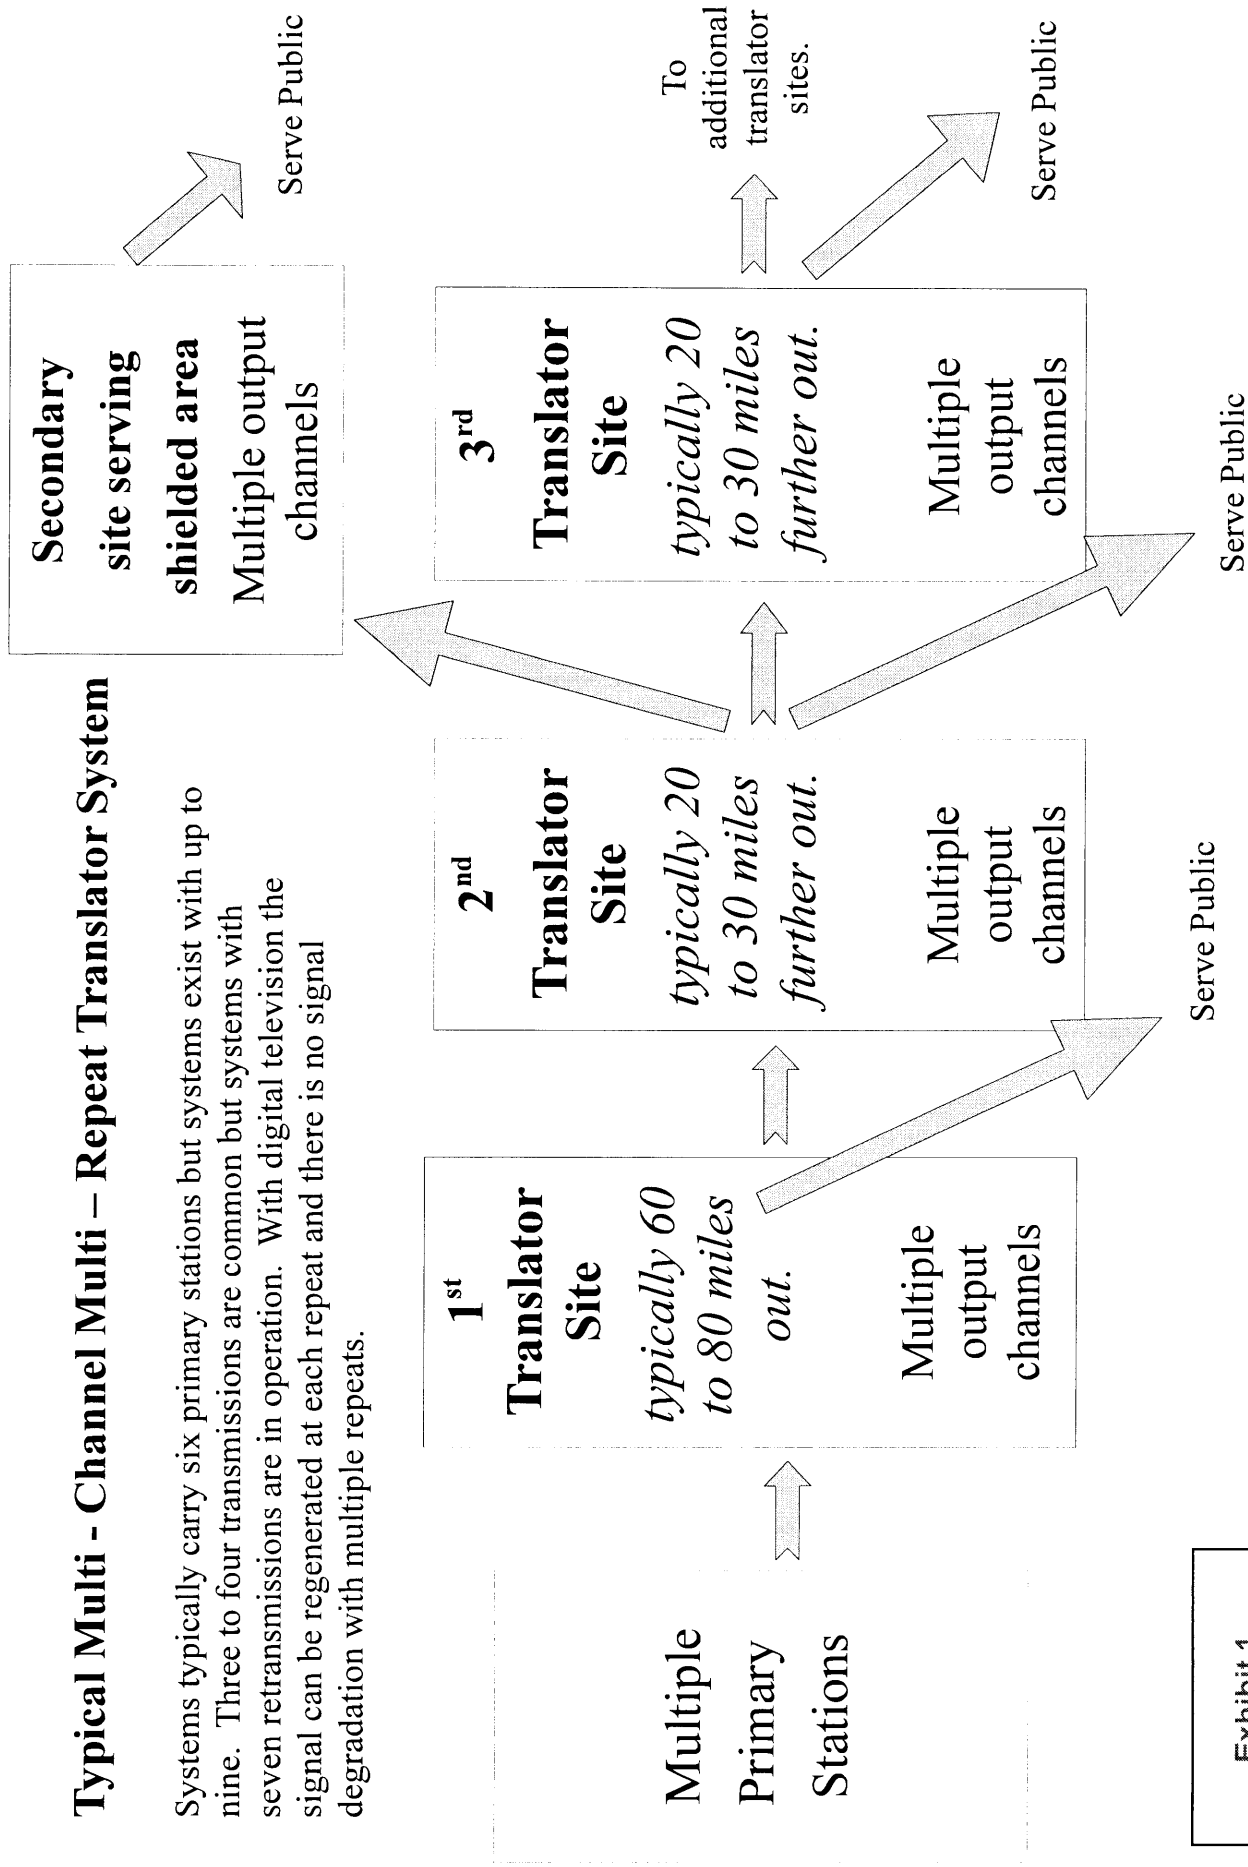 Typical Multi - Channel Multi – Repeat Translator System
Systems typically carry six primary stations but systems exist with up to
nine. Three to four transmissions are common but systems with
seven retransmissions are in operation. With digital television the
signal can be regenerated at each repeat and there is no signal
degradation with multiple repeats.
Secondary
site serving
shielded area
Multiple output
channels
Serve Public
Multiple
Primary
Stations
1st
Translator
Site
typically 60
to 80 miles
out.
Multiple
output
channels
Serve Public
2nd
Translator
Site
typically 20
to 30 miles
further out.
Multiple
output
channels
Serve Public
3rd
Translator
Site
typically 20
to 30 miles
further out.
Multiple
output
channels
To
additional
translator
sites.
Serve Public
Exhibit 1